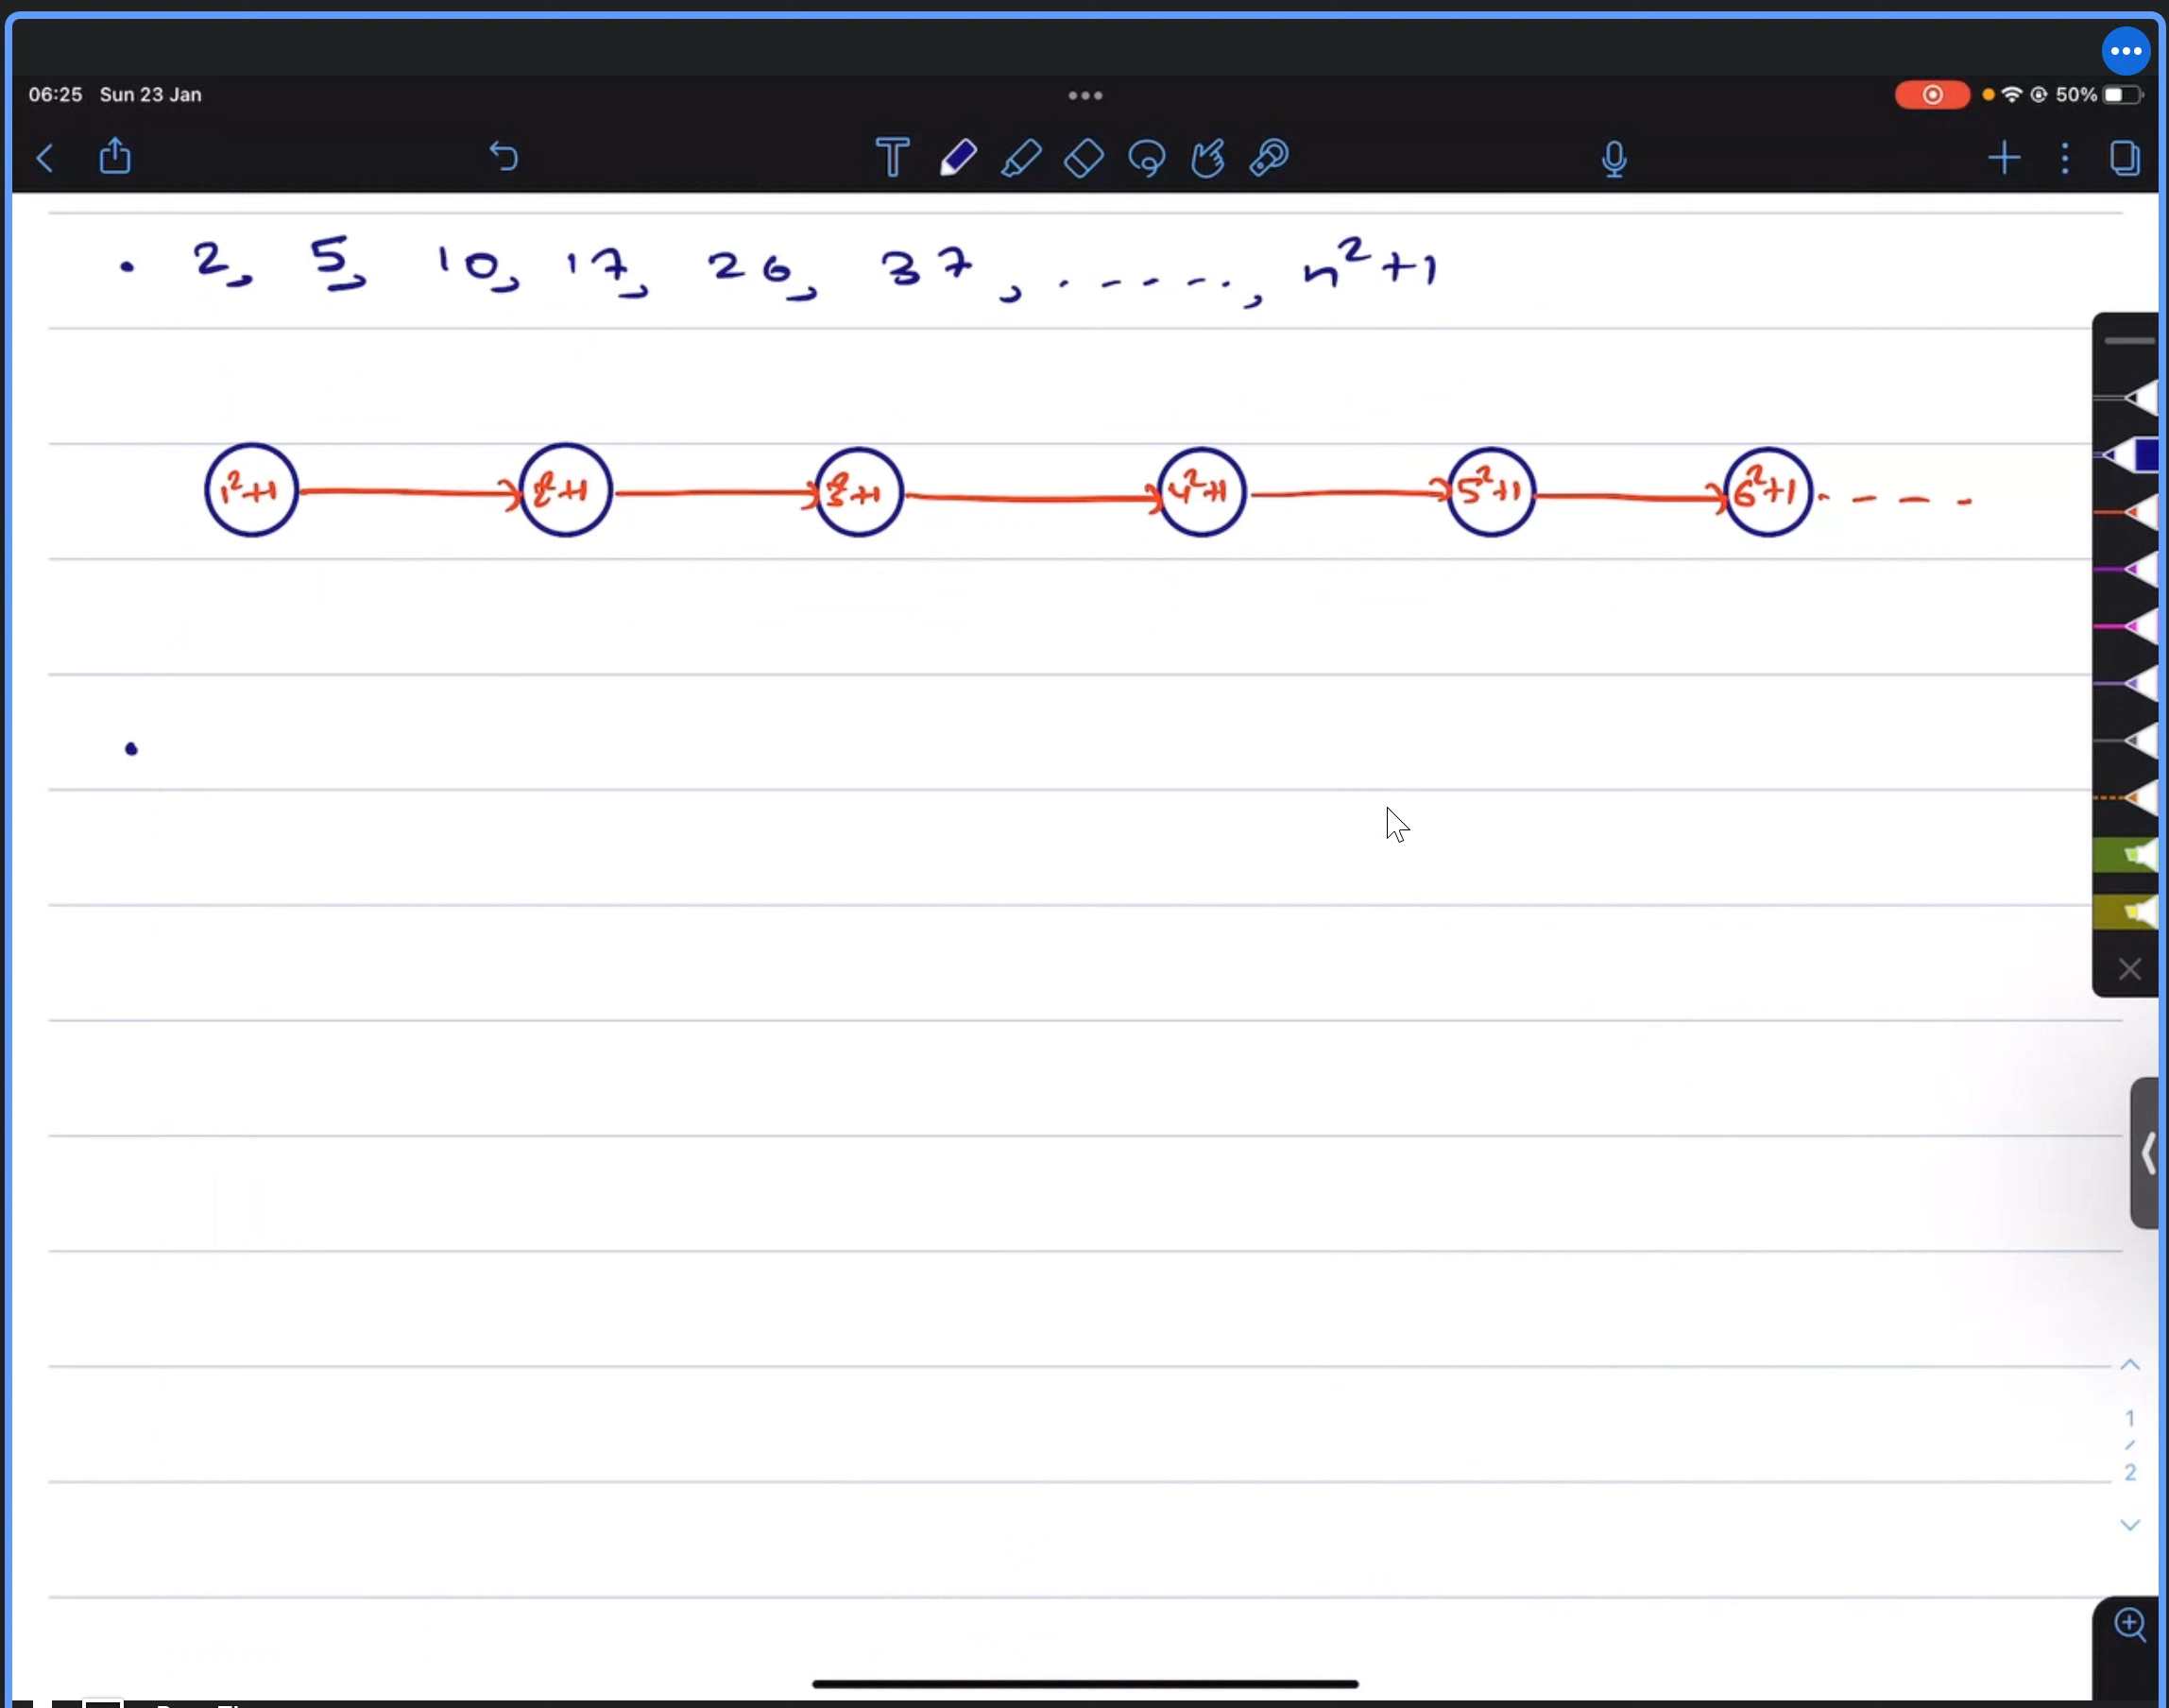 06:25 Sun 23 Jan 50%
• 2, 5, 10, 17, 26, 37, ......, n²+1
1²+1 → 2²+1 → 3²+1 → 4²+1 → 5²+1 → 6²+1 - - - -
•
1
/
2